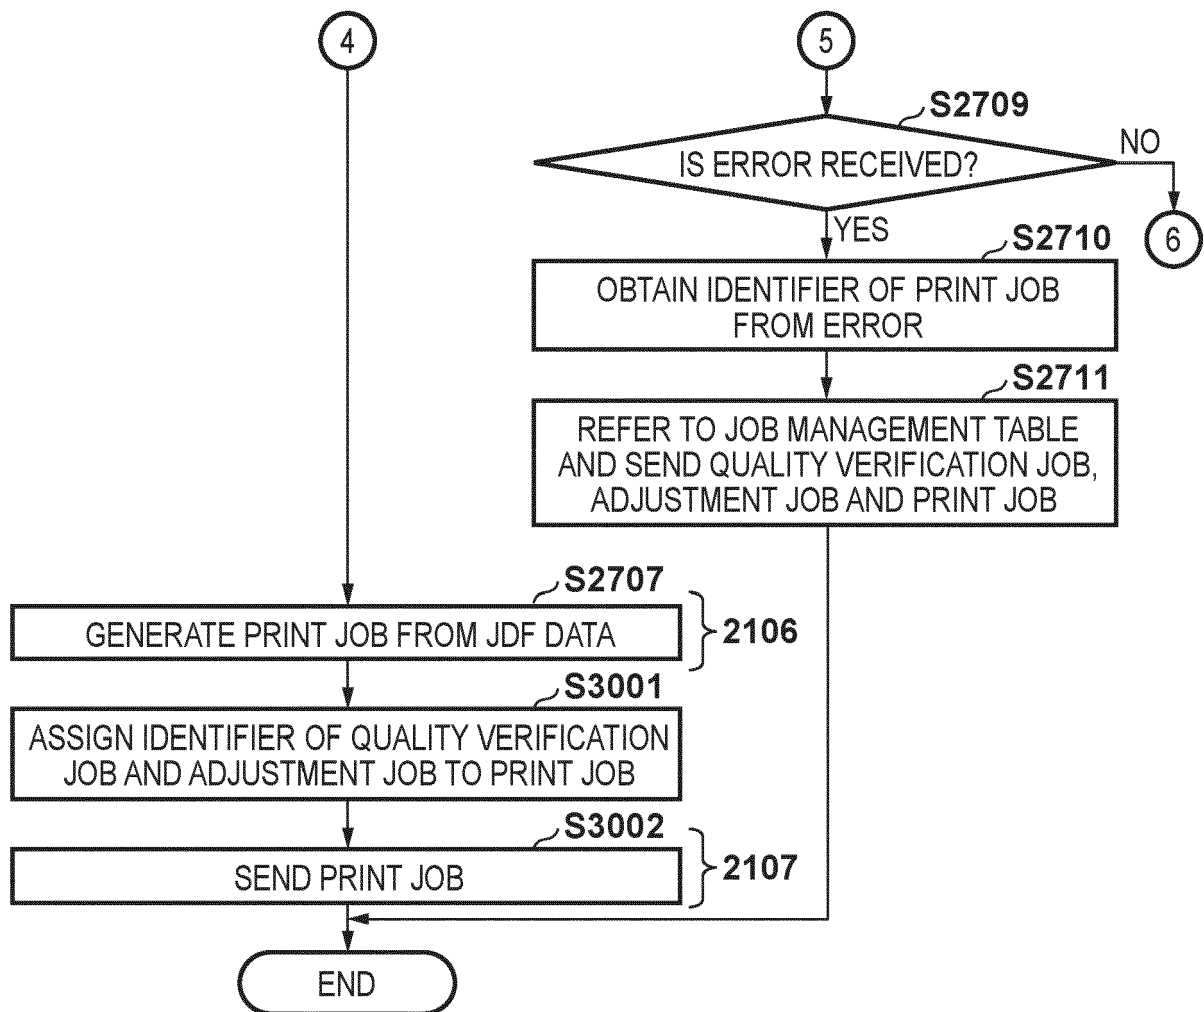 4
5
S2709
IS ERROR RECEIVED?
NO
6
YES
S2710
OBTAIN IDENTIFIER OF PRINT JOB
FROM ERROR
S2711
REFER TO JOB MANAGEMENT TABLE
AND SEND QUALITY VERIFICATION JOB,
ADJUSTMENT JOB AND PRINT JOB
S2707
GENERATE PRINT JOB FROM JDF DATA
2106
S3001
ASSIGN IDENTIFIER OF QUALITY VERIFICATION
JOB AND ADJUSTMENT JOB TO PRINT JOB
S3002
SEND PRINT JOB
2107
END